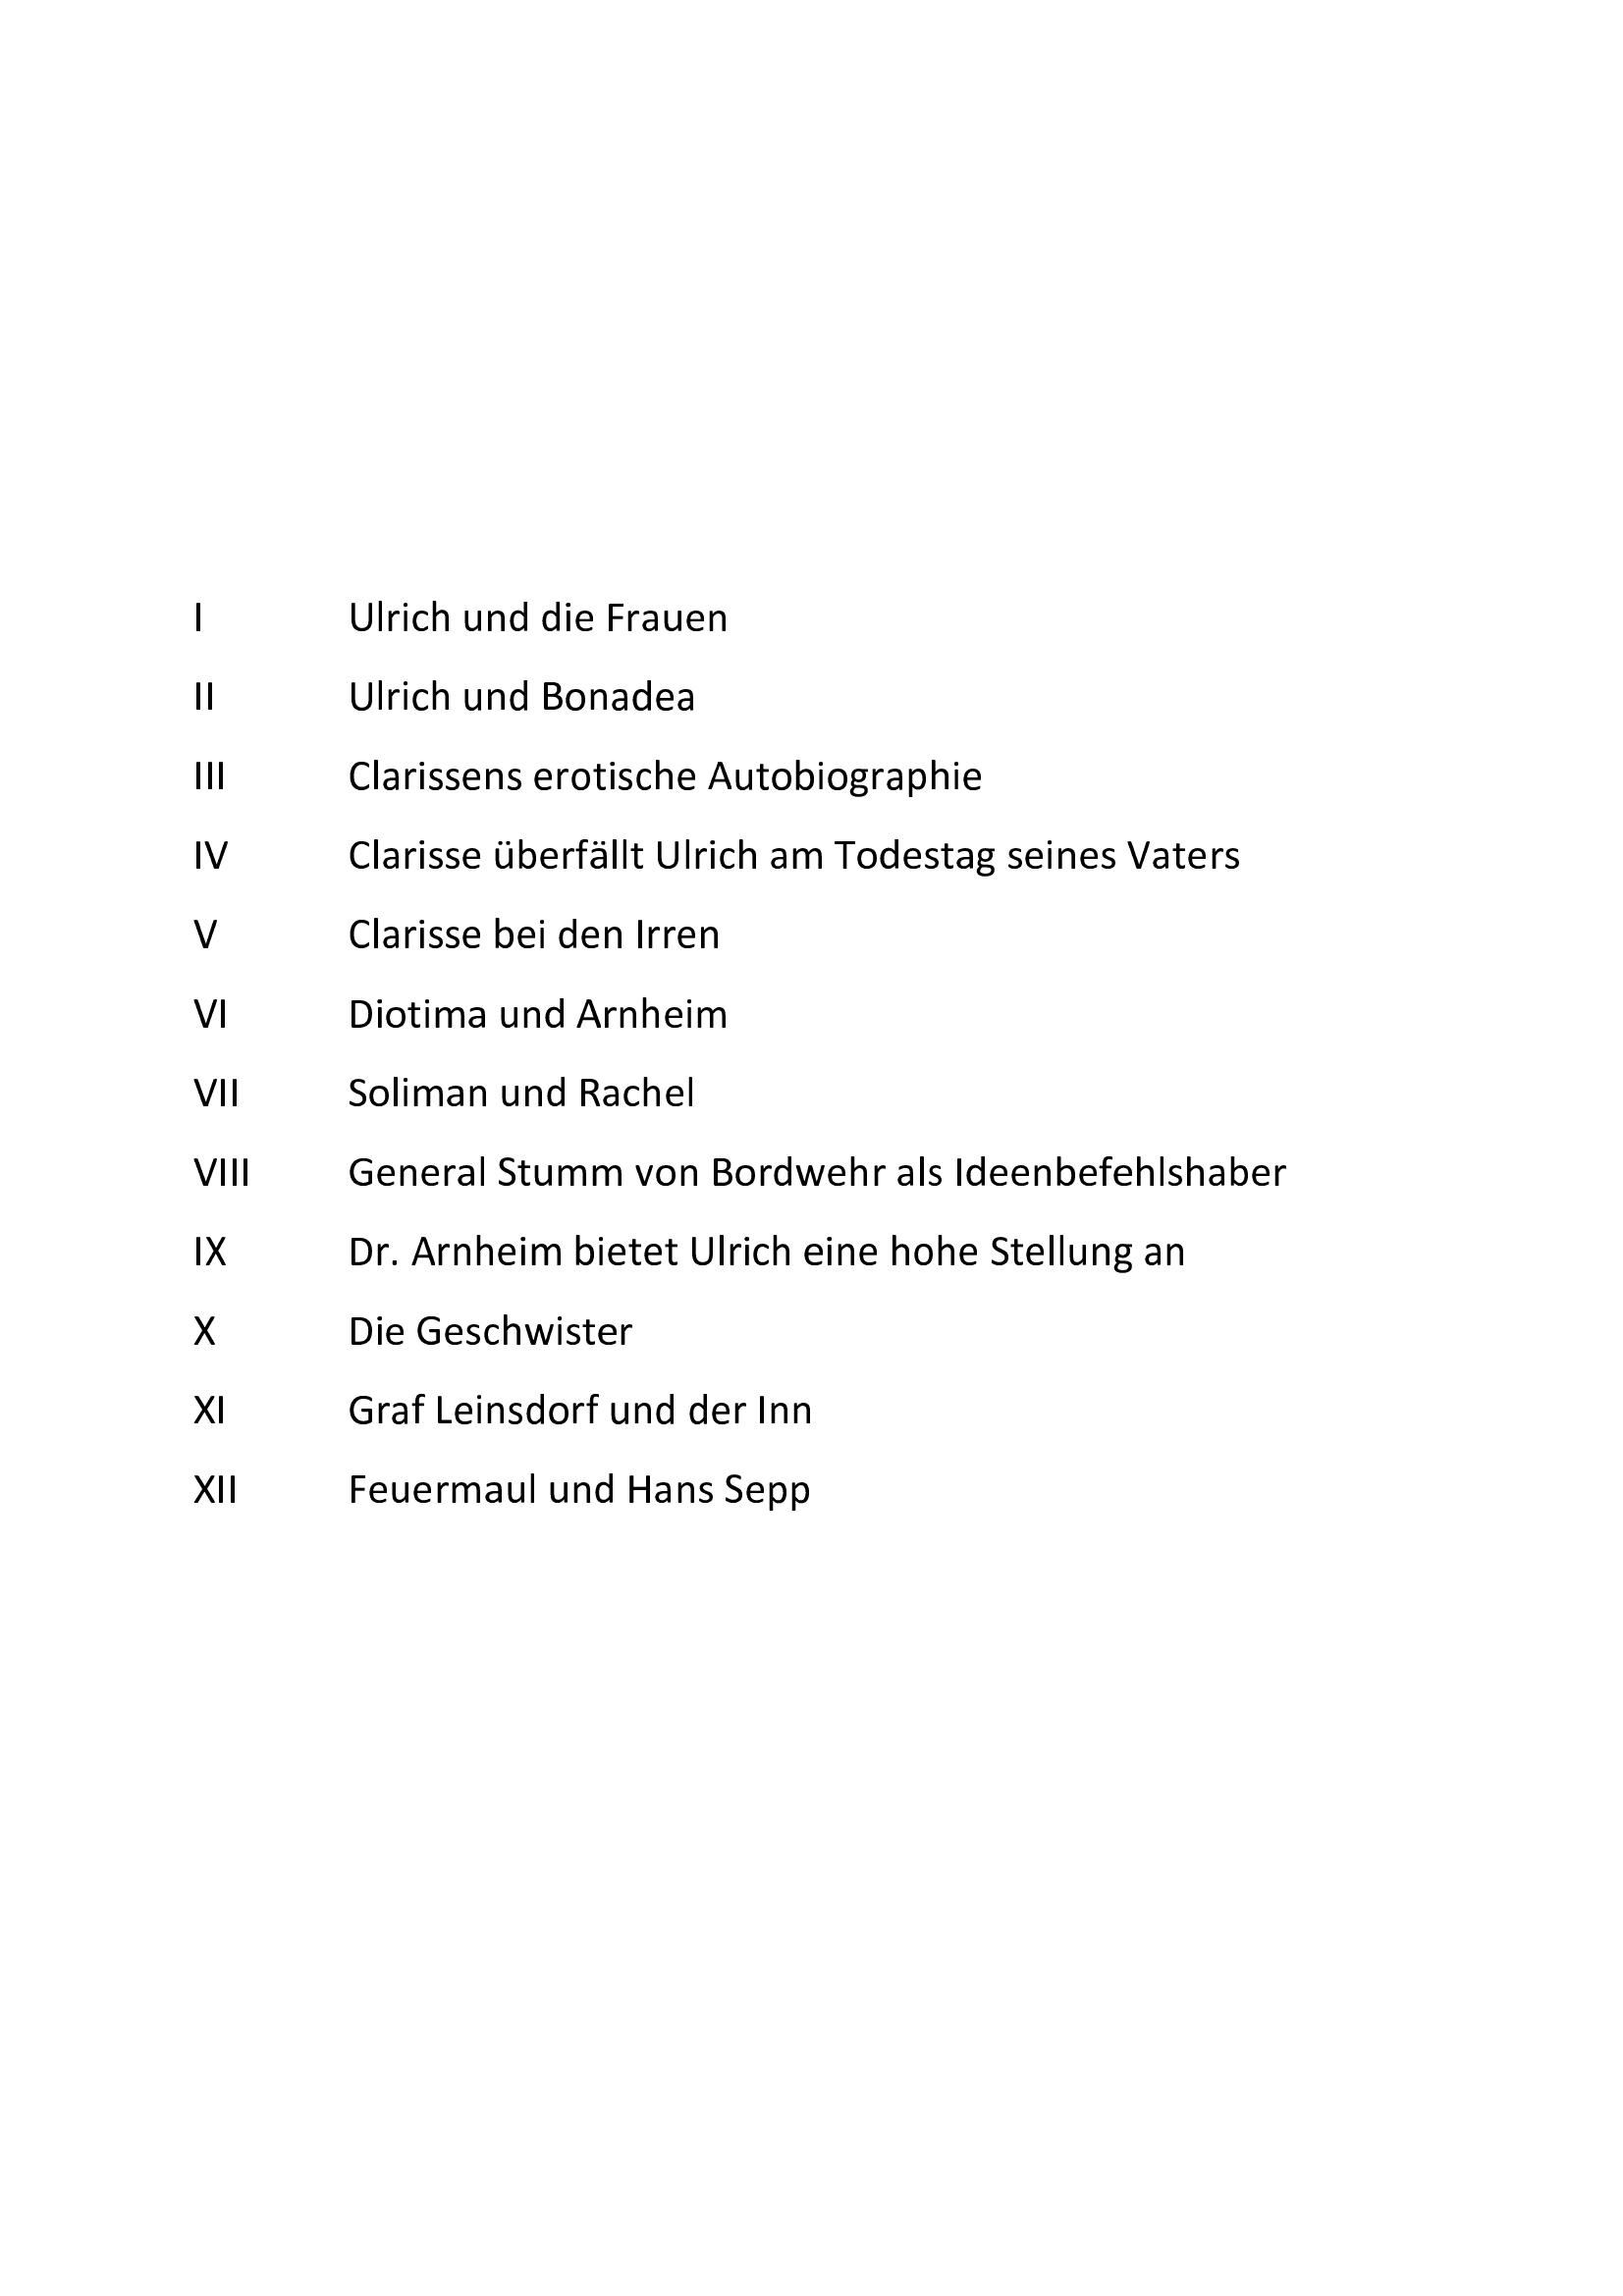 I Ulrich und die Frauen
II Ulrich und Bonadea
III Clarissens erotische Autobiographie
IV Clarisse überfällt Ulrich am Todestag seines Vaters
V Clarisse bei den Irren
VI Diotima und Arnheim
VII Soliman und Rachel
VIII General Stumm von Bordwehr als Ideenbefehlshaber
IX Dr. Arnheim bietet Ulrich eine hohe Stellung an
X Die Geschwister
XI Graf Leinsdorf und der Inn
XII Feuermaul und Hans Sepp